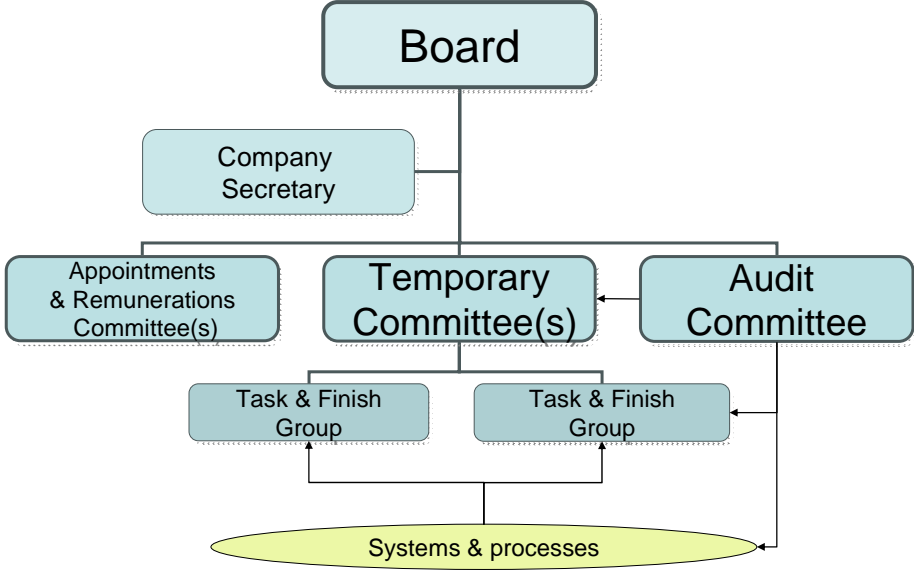 Board
Company
Secretary
Appointments
& Remunerations
Committee(s)
Temporary
Committee(s)
Audit
Committee
Task & Finish
Group
Task & Finish
Group
Systems & processes